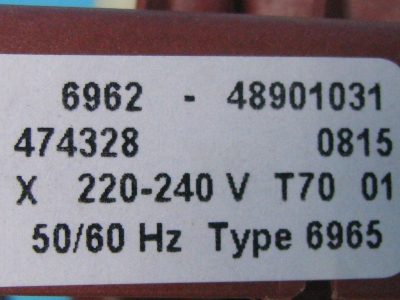 6962 - 48901031
474328 0815
X 220-240 V T70 01
50/60 Hz Type 6965